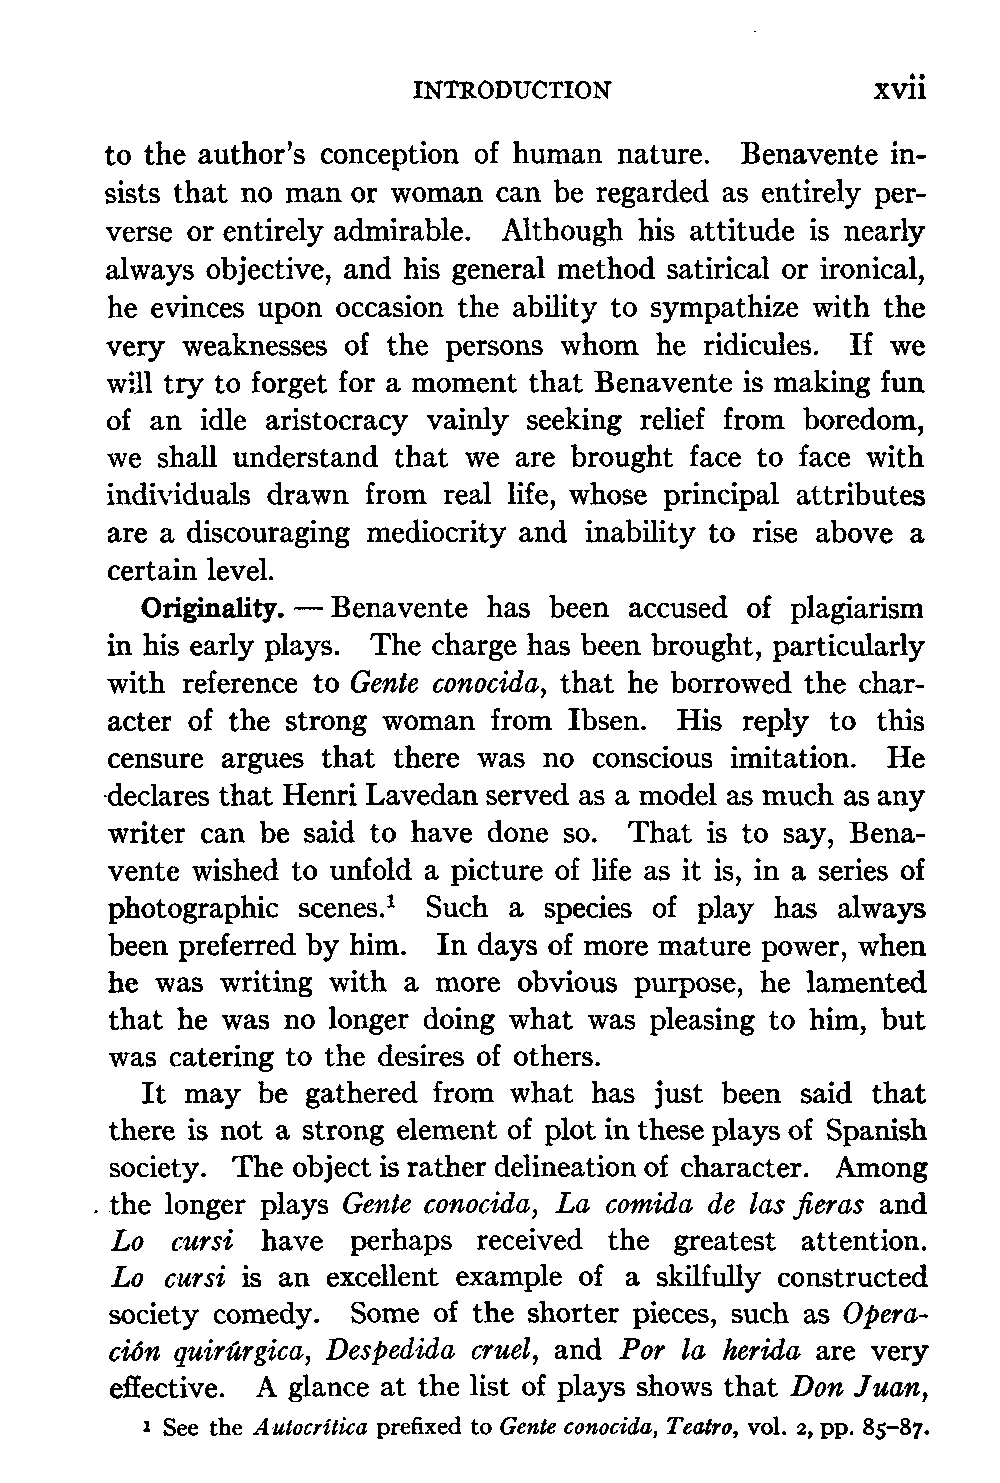 INTRODUCTION xvii
to the author's conception of human nature. Benavente in-
sists that no man or woman can be regarded as entirely per-
verse or entirely admirable. Although his attitude is nearly
always objective, and his general method satirical or ironical,
he evinces upon occasion the ability to sympathize with the
very weaknesses of the persons whom he ridicules. If we
will try to forget for a moment that Benavente is making fun
of an idle aristocracy vainly seeking relief from boredom,
we shall understand that we are brought face to face with
individuals drawn from real life, whose principal attributes
are a discouraging mediocrity and inability to rise above a
certain level.
Originality. — Benavente has been accused of plagiarism
in his early plays. The charge has been brought, particularly
with reference to Gente conocida, that he borrowed the char-
acter of the strong woman from Ibsen. His reply to this
censure argues that there was no conscious imitation. He
declares that Henri Lavedan served as a model as much as any
writer can be said to have done so. That is to say, Bena-
vente wished to unfold a picture of life as it is, in a series of
photographic scenes.¹ Such a species of play has always
been preferred by him. In days of more mature power, when
he was writing with a more obvious purpose, he lamented
that he was no longer doing what was pleasing to him, but
was catering to the desires of others.
It may be gathered from what has just been said that
there is not a strong element of plot in these plays of Spanish
society. The object is rather delineation of character. Among
the longer plays Gente conocida, La comida de las fieras and
Lo cursi have perhaps received the greatest attention.
Lo cursi is an excellent example of a skilfully constructed
society comedy. Some of the shorter pieces, such as Opera-
ción quirúrgica, Despedida cruel, and Por la herida are very
effective. A glance at the list of plays shows that Don Juan,
¹ See the Autocrítica prefixed to Gente conocida, Teatro, vol. 2, pp. 85–87.